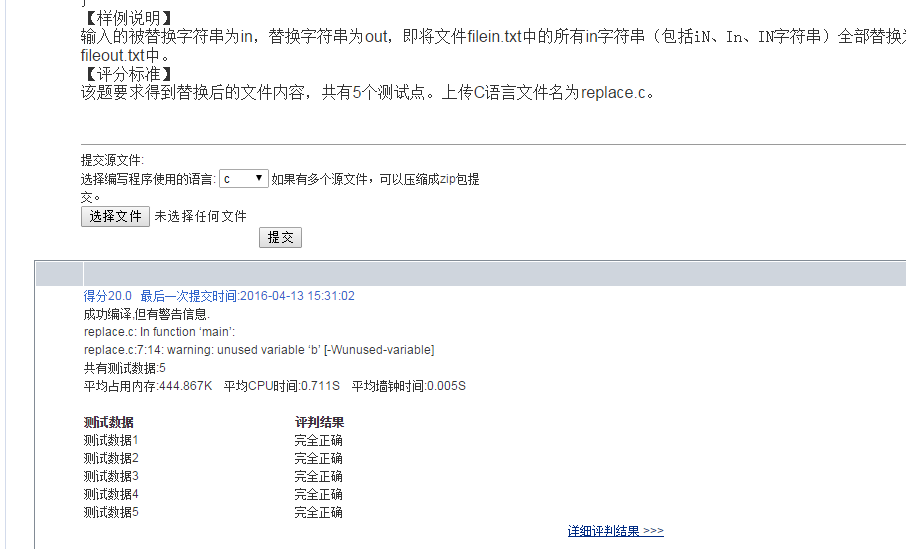 【样例说明】
输入的被替换字符串为in，替换字符串为out，即将文件filein.txt中的所有in字符串（包括iN、In、IN字符串）全部替换
fileout.txt中。
【评分标准】
该题要求得到替换后的文件内容，共有5个测试点。上传C语言文件名为replace.c。
提交源文件:
选择编写程序使用的语言: c 如果有多个源文件，可以压缩成zip包提
交。
选择文件 未选择任何文件
提交
得分20.0 最后一次提交时间:2016-04-13 15:31:02
成功编译,但有警告信息.
replace.c: In function ‘main’:
replace.c:7:14: warning: unused variable ‘b’ [-Wunused-variable]
共有测试数据:5
平均占用内存:444.867K 平均CPU时间:0.711S 平均墙钟时间:0.005S
测试数据 评判结果
测试数据1 完全正确
测试数据2 完全正确
测试数据3 完全正确
测试数据4 完全正确
测试数据5 完全正确
详细评判结果 >>>